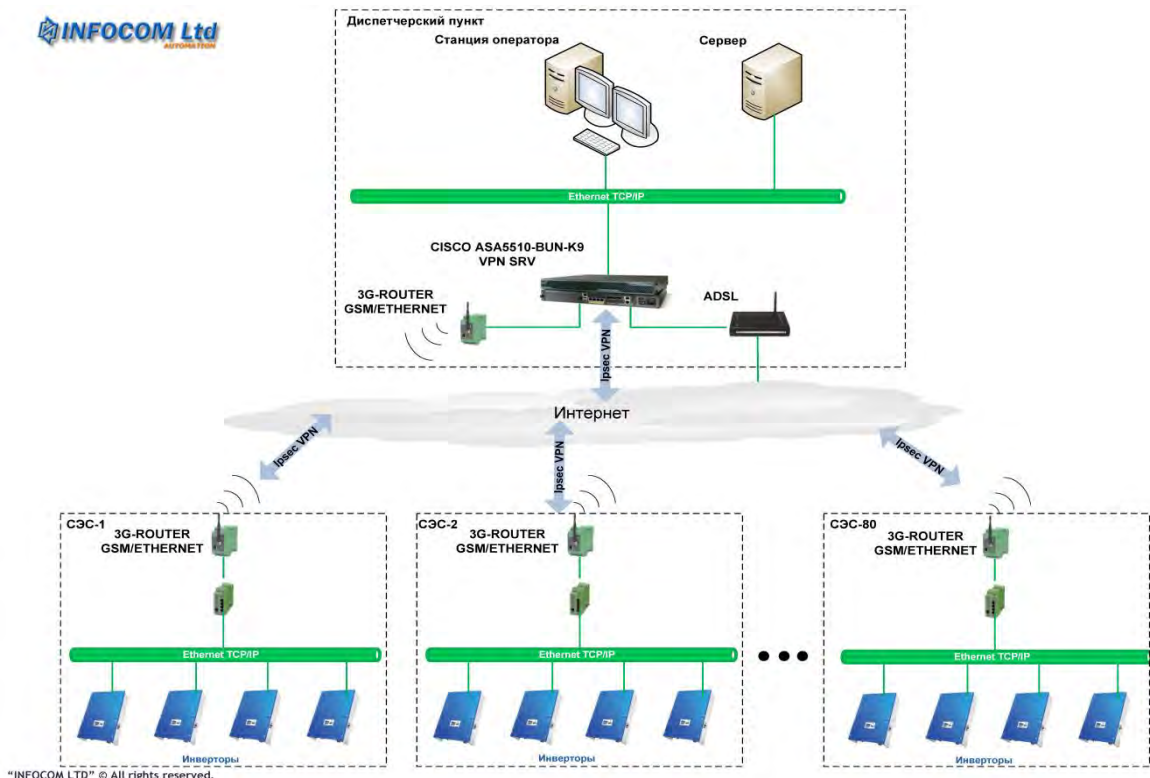 INFOCOM Ltd
AUTOMATION
Диспетчерский пункт
Станция оператора
Сервер
Ethernet TCP/IP
CISCO ASA5510-BUN-K9
VPN SRV
3G-ROUTER
GSM/ETHERNET
ADSL
Ipsec VPN
Интернет
Ipsec VPN
Ipsec VPN
Ipsec VPN
СЭС-1
3G-ROUTER
GSM/ETHERNET
Ethernet TCP/IP
Инверторы
СЭС-2
3G-ROUTER
GSM/ETHERNET
Ethernet TCP/IP
Инверторы
СЭС-80
3G-ROUTER
GSM/ETHERNET
Ethernet TCP/IP
Инверторы
"INFOCOM LTD" © All rights reserved.